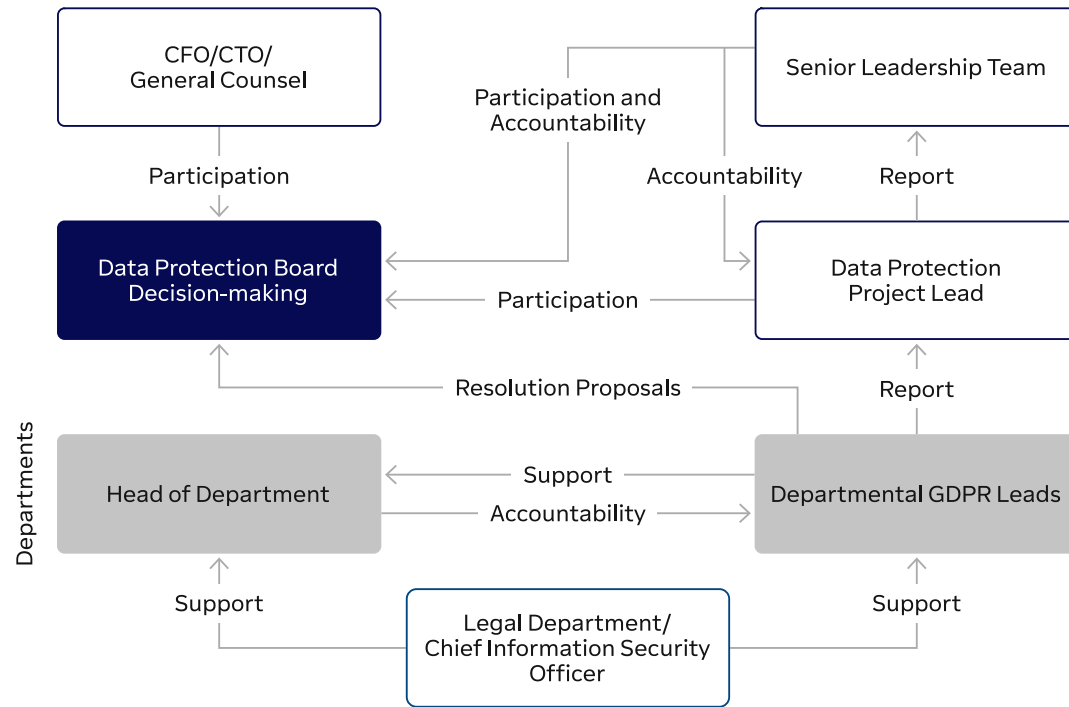 CFO/CTO/
General Counsel
Senior Leadership Team
Participation and
Accountability
Participation
Accountability
Report
Data Protection Board
Decision-making
Data Protection
Project Lead
Participation
Resolution Proposals
Report
Departments
Head of Department
Support
Accountability
Departmental GDPR Leads
Support
Legal Department/
Chief Information Security
Officer
Support